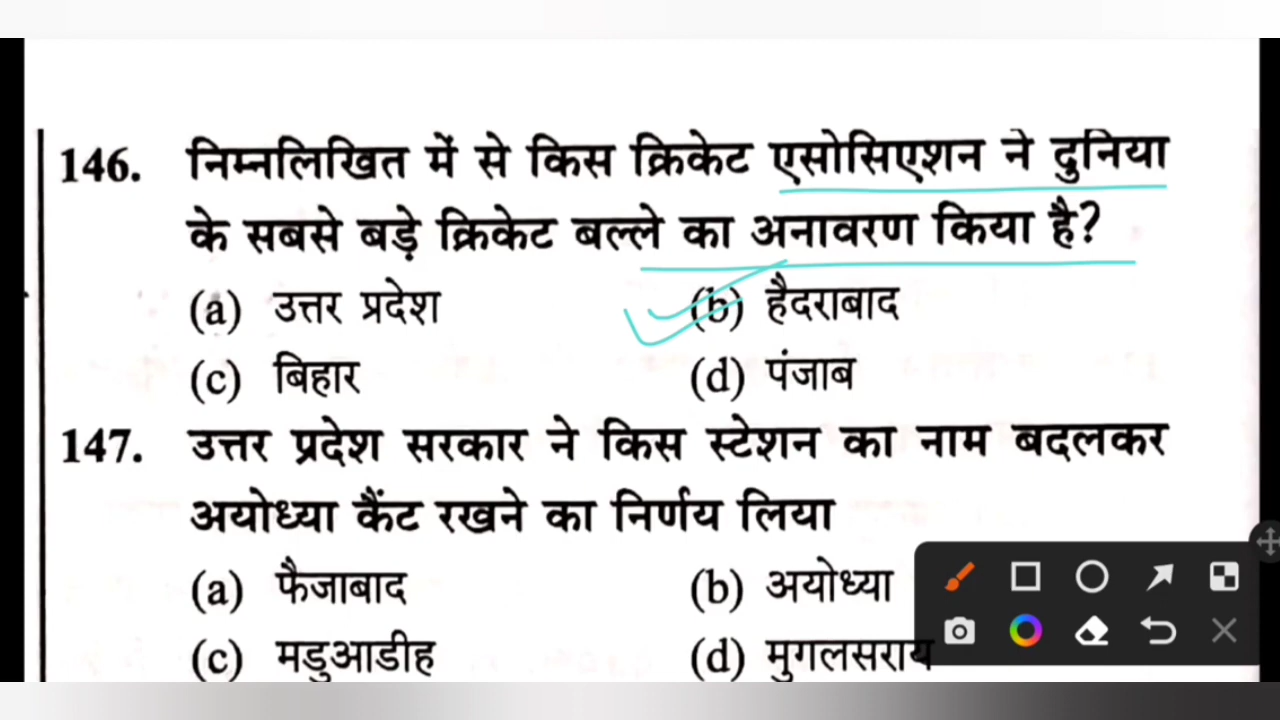 146. निम्नलिखित में से किस क्रिकेट एसोसिएशन ने दुनिया
के सबसे बड़े क्रिकेट बल्ले का अनावरण किया है?
(a) उत्तर प्रदेश (b) हैदराबाद
(c) बिहार (d) पंजाब
147. उत्तर प्रदेश सरकार ने किस स्टेशन का नाम बदलकर
अयोध्या कैंट रखने का निर्णय लिया
(a) फैजाबाद (b) अयोध्या
(c) मडुआडीह (d) मुगलसराय